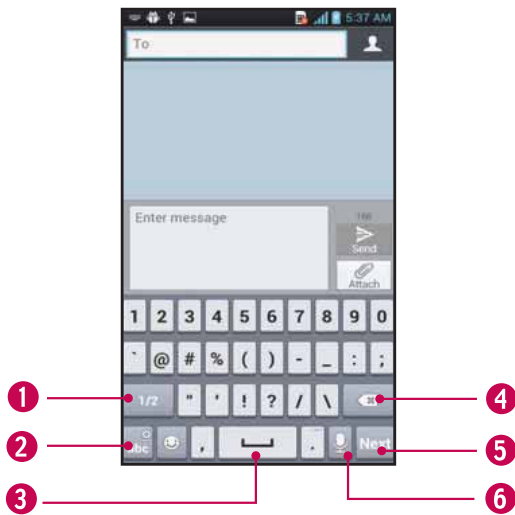 5:37 AM
To
Enter message
160
Send
Attach
1 2 3 4 5 6 7 8 9 0
` @ # % ( ) - _ : ;
1 1/2 " ' ! ? / \ 4
2 abc , . Next 5
3 6